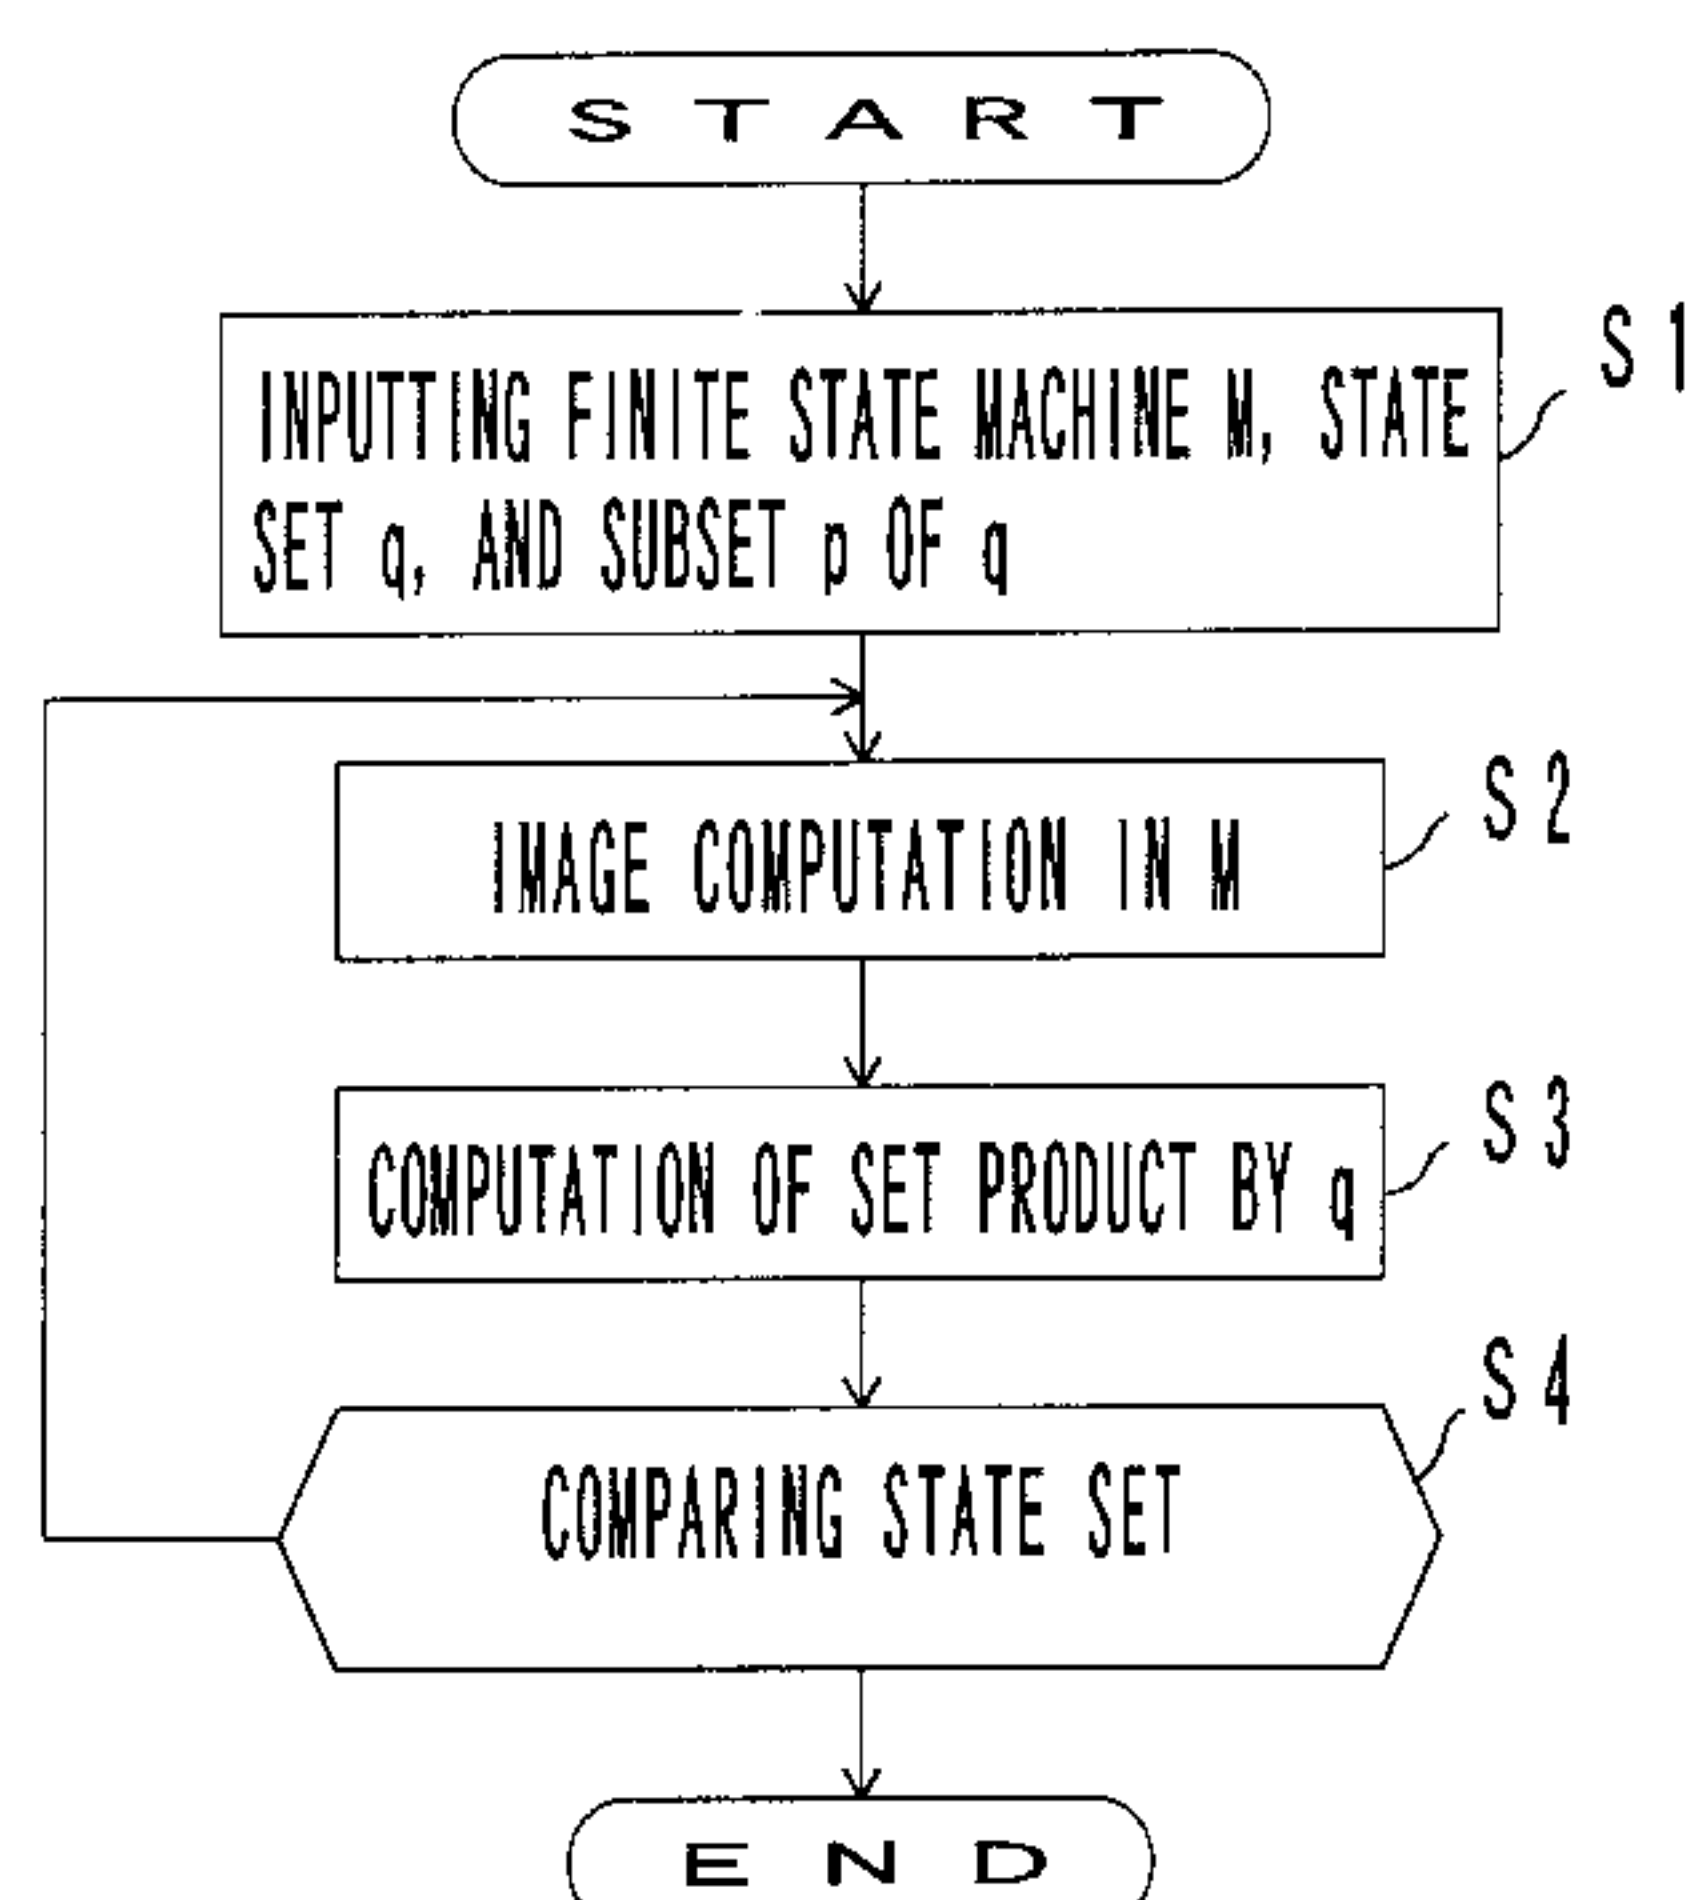 START
S1
INPUTTING FINITE STATE MACHINE M, STATE
SET q, AND SUBSET p OF q
S2
IMAGE COMPUTATION IN M
S3
COMPUTATION OF SET PRODUCT BY q
S4
COMPARING STATE SET
END